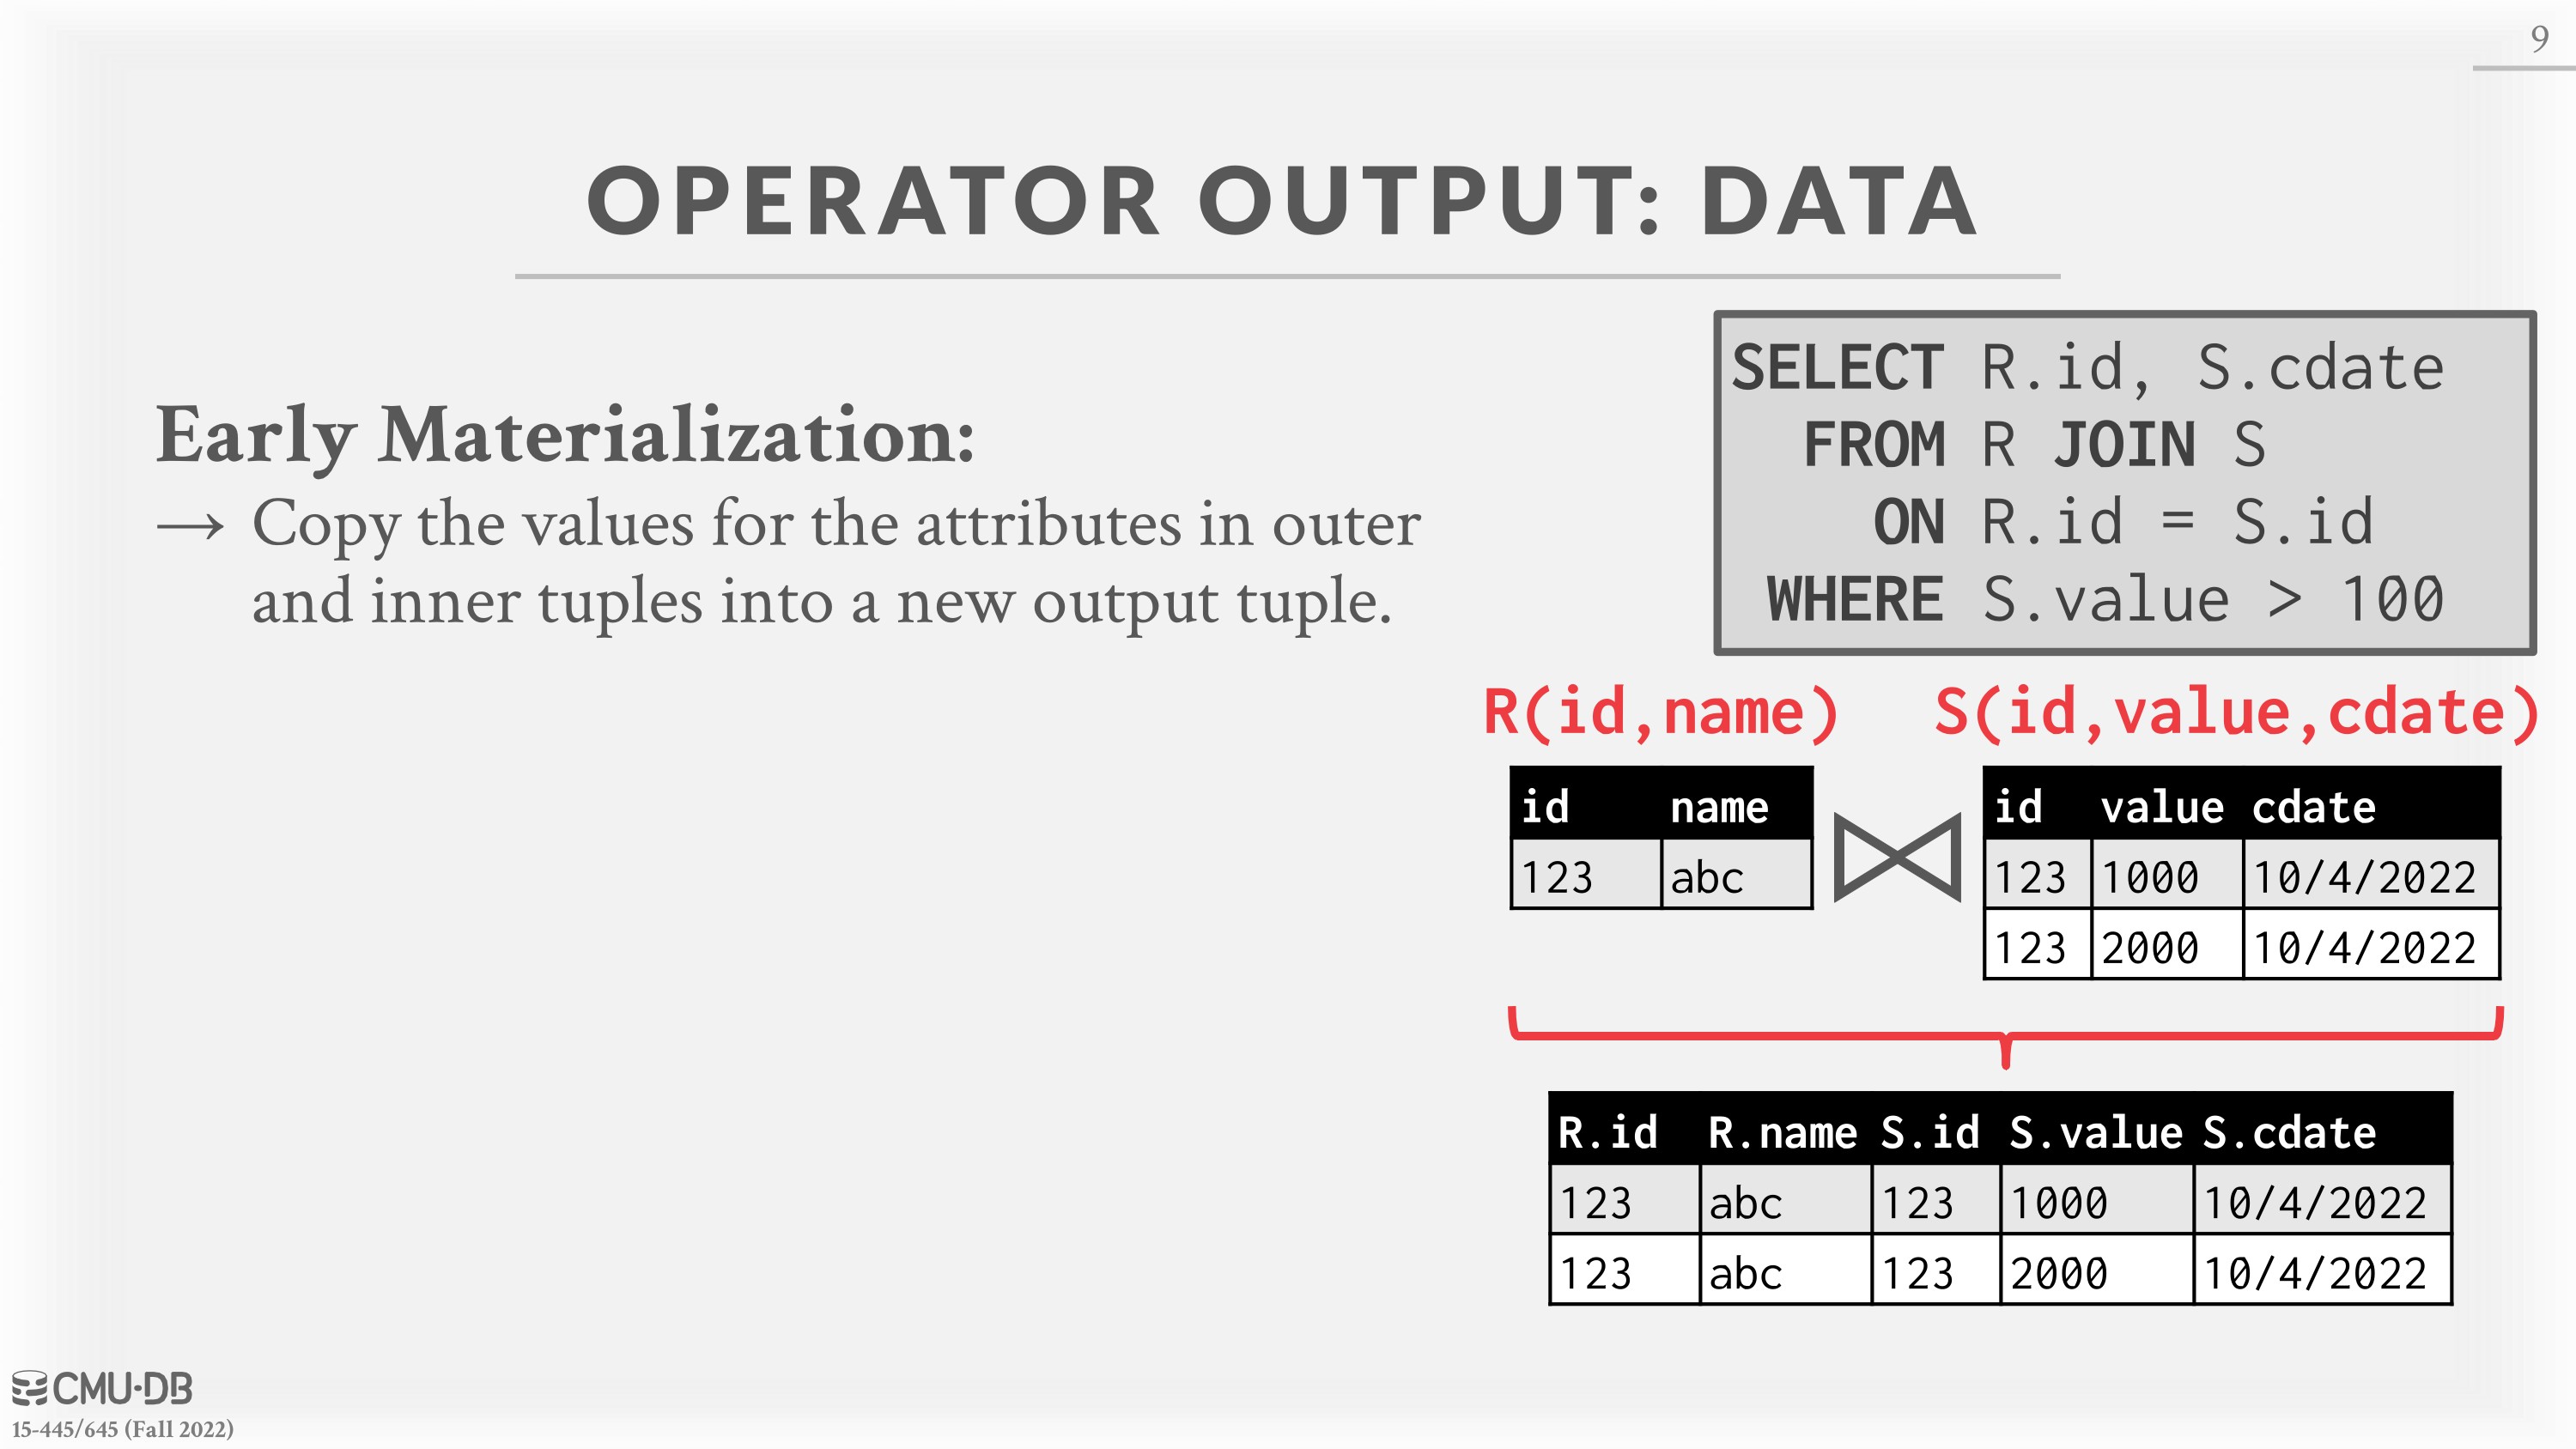 9
OPERATOR OUTPUT: DATA
Early Materialization:
→ Copy the values for the attributes in outer
and inner tuples into a new output tuple.
SELECT R.id, S.cdate
FROM R JOIN S
ON R.id = S.id
WHERE S.value > 100
R(id,name) S(id,value,cdate)
id name
123 abc
id value cdate
123 1000 10/4/2022
123 2000 10/4/2022
R.id R.name S.id S.value S.cdate
123 abc 123 1000 10/4/2022
123 abc 123 2000 10/4/2022
CMU·DB
15-445/645 (Fall 2022)